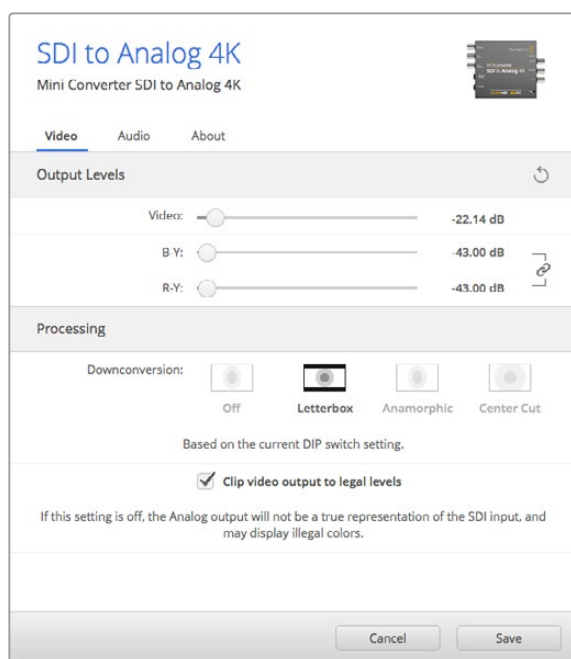 SDI to Analog 4K
Mini Converter SDI to Analog 4K
Video Audio About
Output Levels
Video: -22.14 dB
B-Y: -43.00 dB
R-Y: -43.00 dB
Processing
Downconversion:
Off Letterbox Anamorphic Center Cut
Based on the current DIP switch setting.
Clip video output to legal levels
If this setting is off, the Analog output will not be a true representation of the SDI input, and
may display illegal colors.
Cancel Save